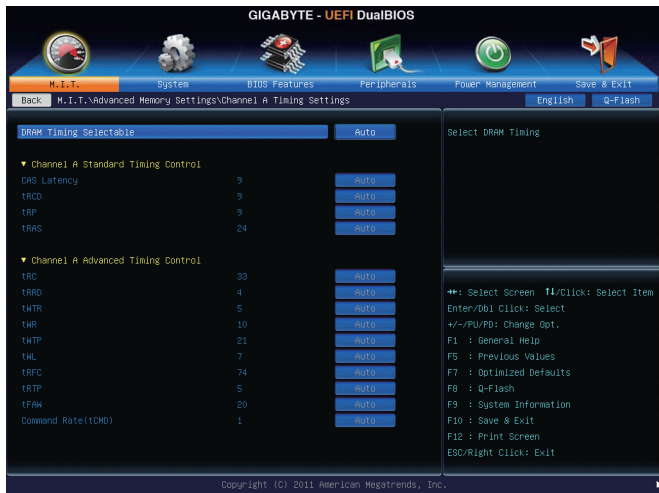 GIGABYTE - UEFI DualBIOS
M.I.T. System BIOS Features Peripherals Power Management Save & Exit
Back M.I.T.\Advanced Memory Settings\Channel A Timing Settings English Q-Flash
DRAM Timing Selectable Auto
▼ Channel A Standard Timing Control
CAS Latency 9 Auto
tRCD 9 Auto
tRP 9 Auto
tRAS 24 Auto
▼ Channel A Advanced Timing Control
tRC 33 Auto
tRRD 4 Auto
tWTR 5 Auto
tWR 10 Auto
tWTP 21 Auto
tWL 7 Auto
tRFC 74 Auto
tRTP 5 Auto
tFAW 20 Auto
Command Rate(tCMD) 1 Auto
Select DRAM Timing
→←: Select Screen ↑↓/Click: Select Item
Enter/Dbl Click: Select
+/-/PU/PD: Change Opt.
F1 : General Help
F5 : Previous Values
F7 : Optimized Defaults
F8 : Q-Flash
F9 : System Information
F10 : Save & Exit
F12 : Print Screen
ESC/Right Click: Exit
Copyright (C) 2011 American Megatrends, Inc.